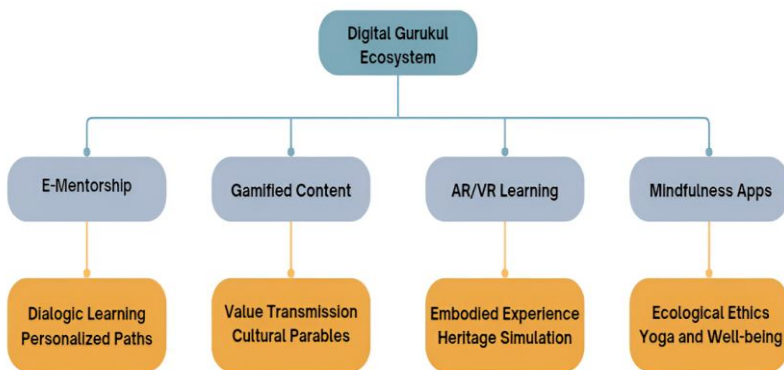 Digital Gurukul
Ecosystem
E-Mentorship
Gamified Content
AR/VR Learning
Mindfulness Apps
Dialogic Learning
Personalized Paths
Value Transmission
Cultural Parables
Embodied Experience
Heritage Simulation
Ecological Ethics
Yoga and Well-being